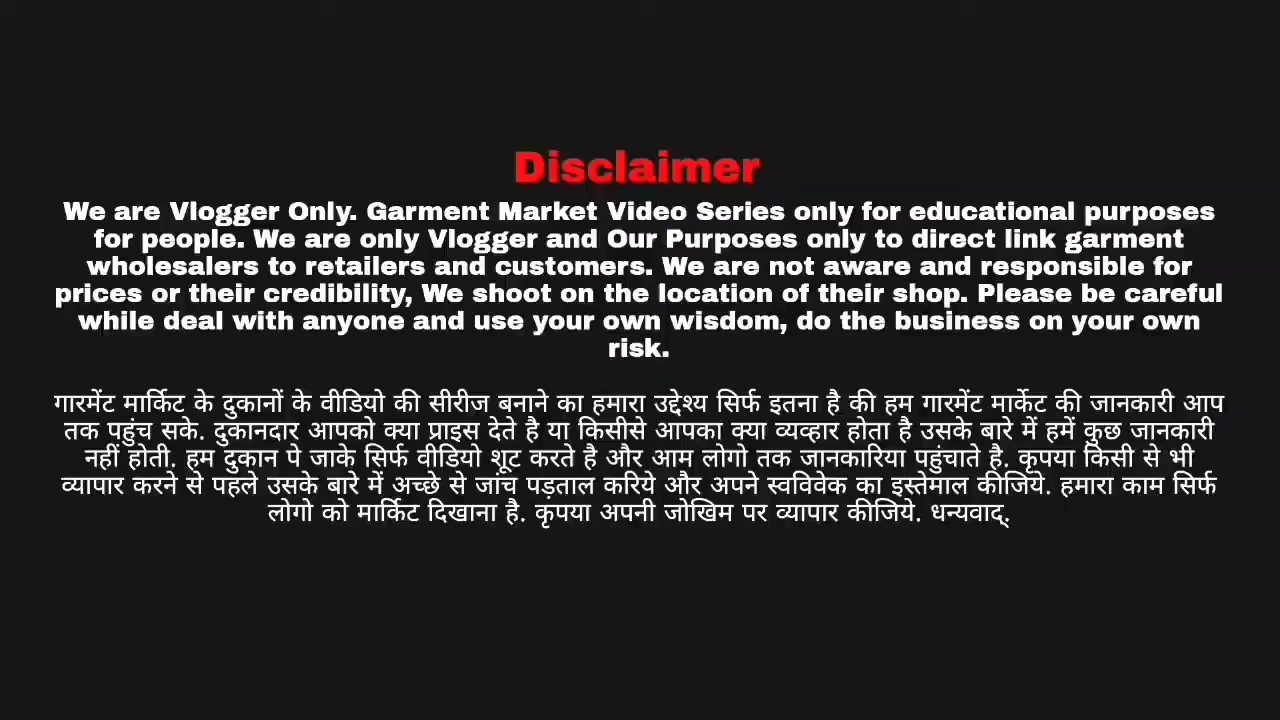 Disclaimer
We are Vlogger Only. Garment Market Video Series only for educational purposes
for people. We are only Vlogger and Our Purposes only to direct link garment
wholesalers to retailers and customers. We are not aware and responsible for
prices or their credibility, We shoot on the location of their shop. Please be careful
while deal with anyone and use your own wisdom, do the business on your own
risk.
गारमेंट मार्किट के दुकानों के वीडियो की सीरीज बनाने का हमारा उद्देश्य सिर्फ इतना है की हम गारमेंट मार्केट की जानकारी आप
तक पहुंच सके. दुकानदार आपको क्या प्राइस देते है या किसीसे आपका क्या व्यव्हार होता है उसके बारे में हमें कुछ जानकारी
नहीं होती. हम दुकान पे जाके सिर्फ वीडियो शूट करते है और आम लोगो तक जानकारिया पहुंचाते है. कृपया किसी से भी
व्यापार करने से पहले उसके बारे में अच्छे से जांच पड़ताल करिये और अपने स्वविवेक का इस्तेमाल कीजिये. हमारा काम सिर्फ
लोगो को मार्किट दिखाना है. कृपया अपनी जोखिम पर व्यापार कीजिये. धन्यवाद्.